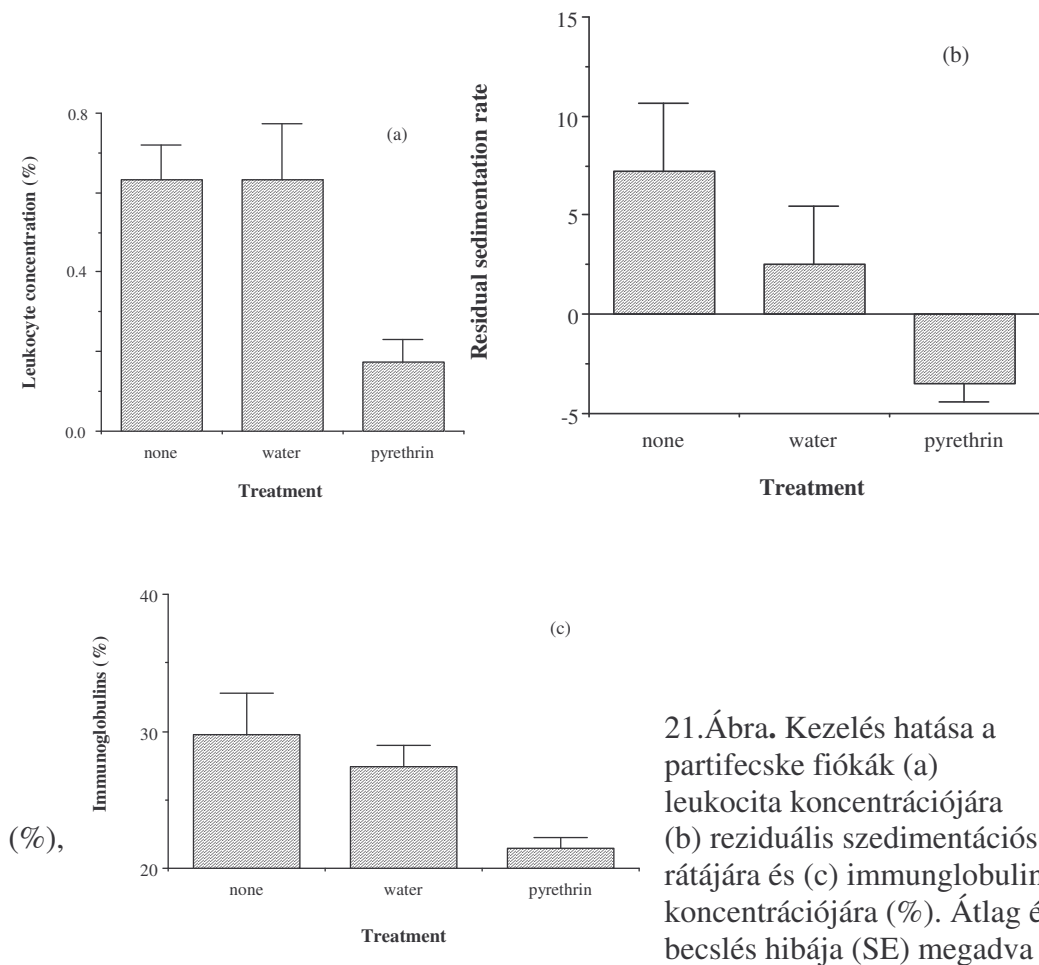 (a)
Leukocyte concentration (%)
0.8
0.4
0.0
none water pyrethrin
Treatment
(b)
Residual sedimentation rate
15
10
5
0
-5
none water pyrethrin
Treatment
(c)
Immunoglobulins (%)
40
30
20
none water pyrethrin
Treatment
(%),
21.Ábra. Kezelés hatása a
partifecske fiókák (a)
leukocita koncentrációjára
(b) reziduális szedimentációs
rátájára és (c) immunglobulin
koncentrációjára (%). Átlag é
becslés hibája (SE) megadva